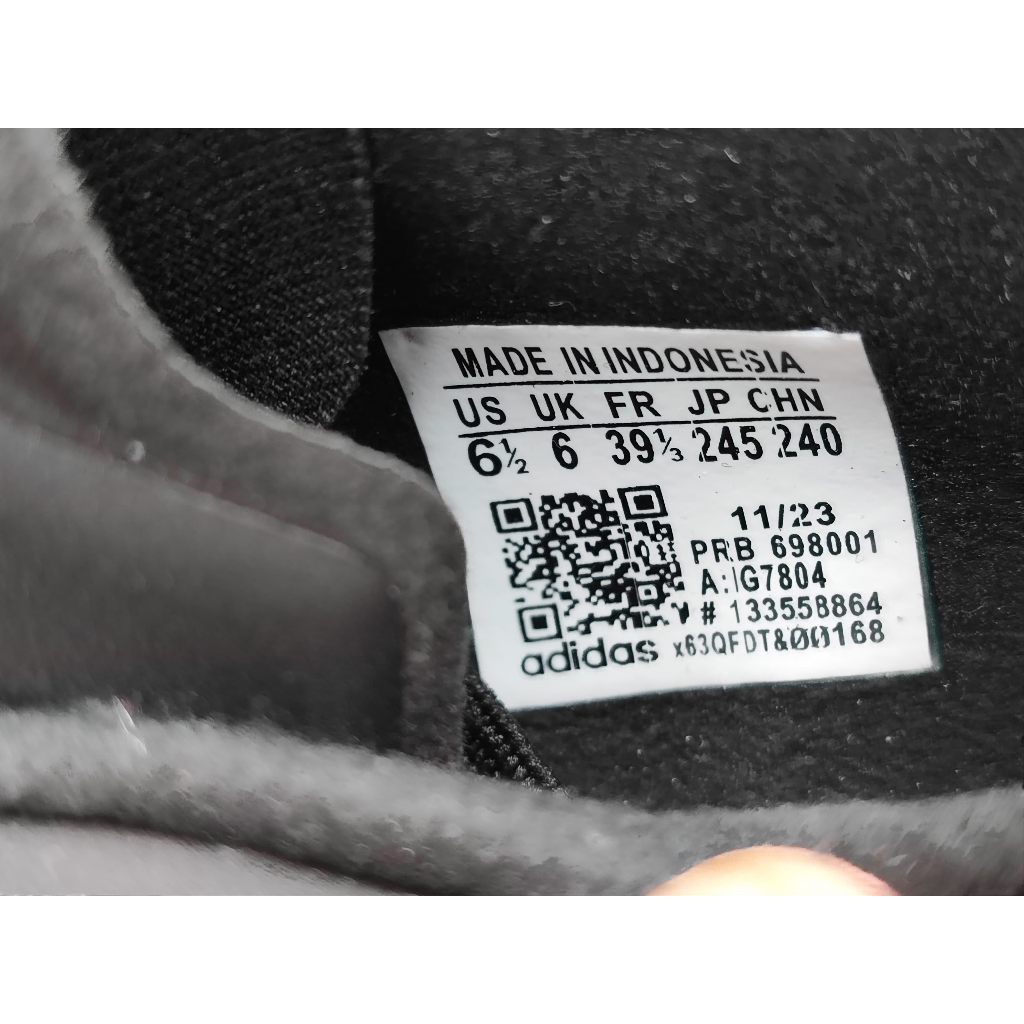 MADE IN INDONESIA
US UK FR JP CHN
6½ 6 39⅓ 245 240
11/23
PRB 698001
A:IG7804
# 133558864
adidas x63QFDT&00168